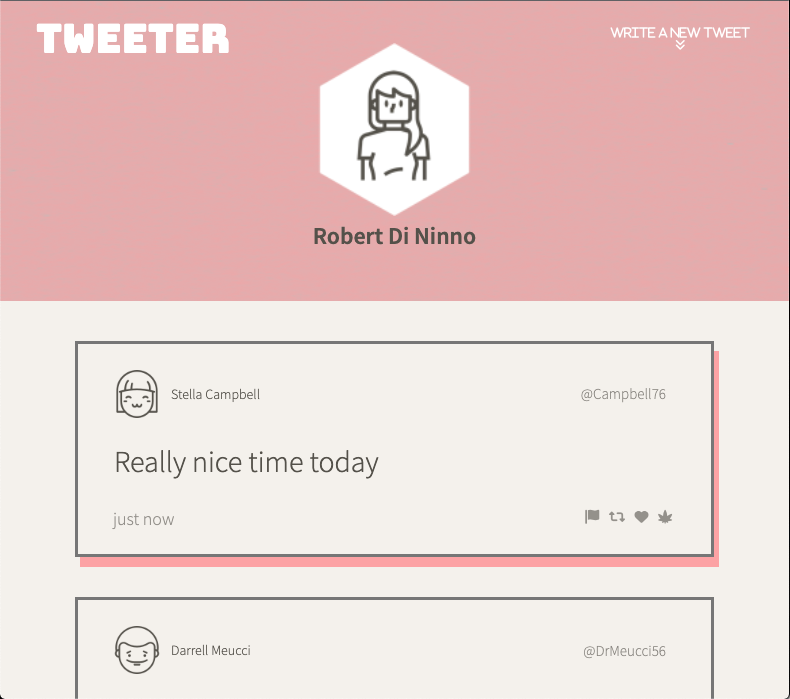 TWEETER
WRITE A NEW TWEET
Robert Di Ninno
Stella Campbell
@Campbell76
Really nice time today
just now
Darrell Meucci
@DrMeucci56